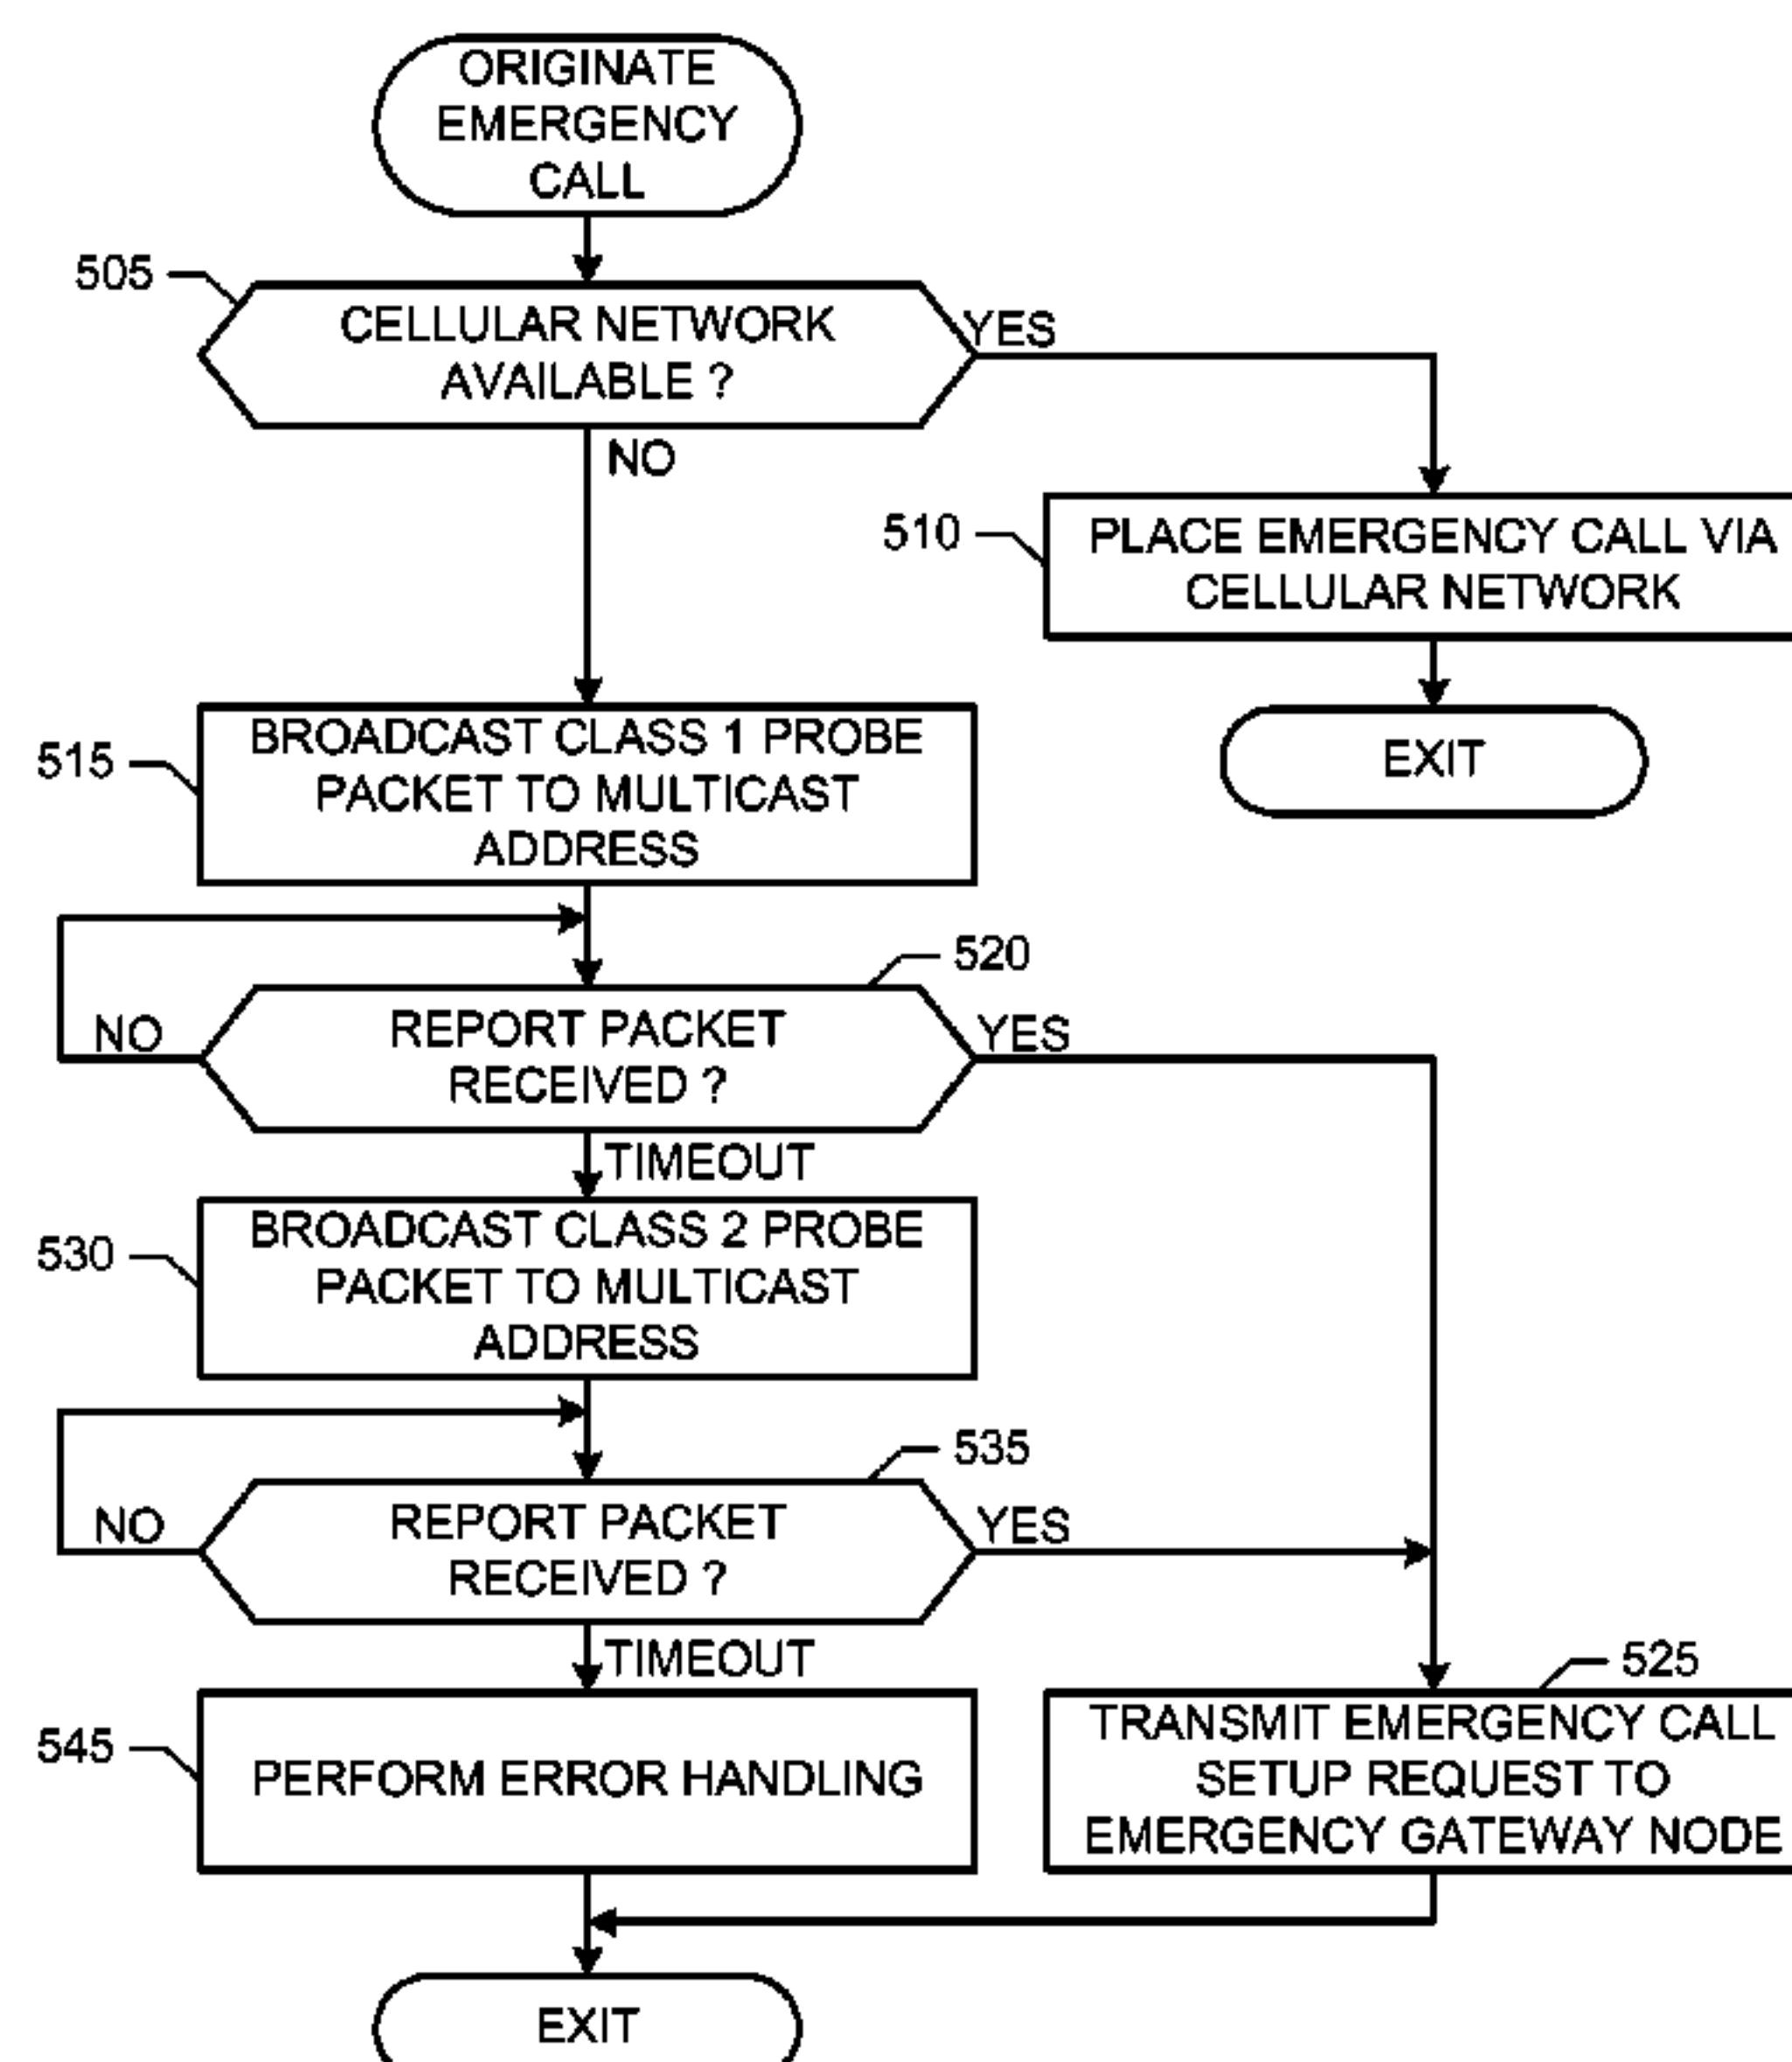 ORIGINATE
EMERGENCY
CALL
505
CELLULAR NETWORK
AVAILABLE ?
YES
NO
510
PLACE EMERGENCY CALL VIA
CELLULAR NETWORK
EXIT
515
BROADCAST CLASS 1 PROBE
PACKET TO MULTICAST
ADDRESS
520
NO
REPORT PACKET
RECEIVED ?
YES
TIMEOUT
530
BROADCAST CLASS 2 PROBE
PACKET TO MULTICAST
ADDRESS
535
NO
REPORT PACKET
RECEIVED ?
YES
TIMEOUT
525
TRANSMIT EMERGENCY CALL
SETUP REQUEST TO
EMERGENCY GATEWAY NODE
545
PERFORM ERROR HANDLING
EXIT